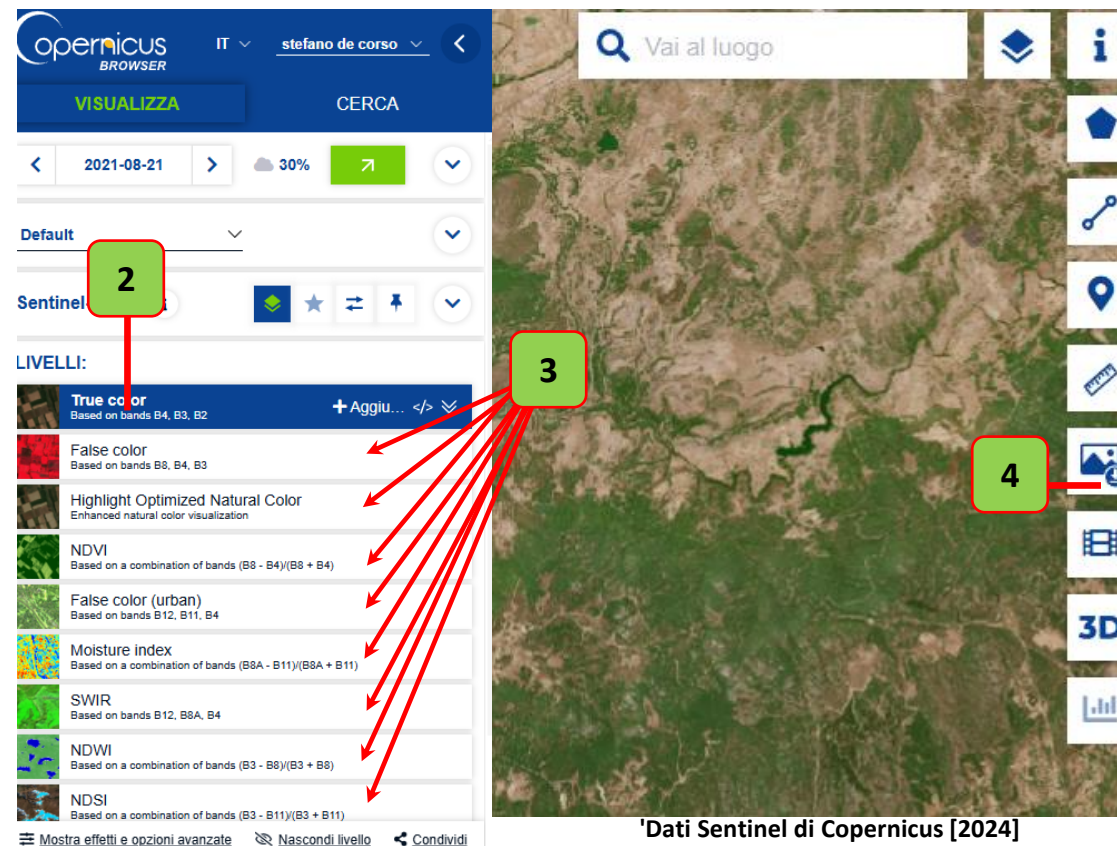 opernicus
BROWSER
IT
stefano de corso
VISUALIZZA
CERCA
2021-08-21
30%
Default
2
LIVELLI:
True color
Based on bands B4, B3, B2
Aggiu... </>
False color
Based on bands B8, B4, B3
Highlight Optimized Natural Color
Enhanced natural color visualization
NDVI
Based on a combination of bands (B8 - B4)/(B8 + B4)
False color (urban)
Based on bands B12, B11, B4
Moisture index
Based on a combination of bands (B8A - B11)/(B8A + B11)
SWIR
Based on bands B12, B8A, B4
NDWI
Based on a combination of bands (B3 - B8)/(B3 + B8)
NDSI
Based on a combination of bands (B3 - B11)/(B3 + B11)
Mostra effetti e opzioni avanzate Nascondi livello Condividi
3
Vai al luogo
i
4
3D
'Dati Sentinel di Copernicus [2024]